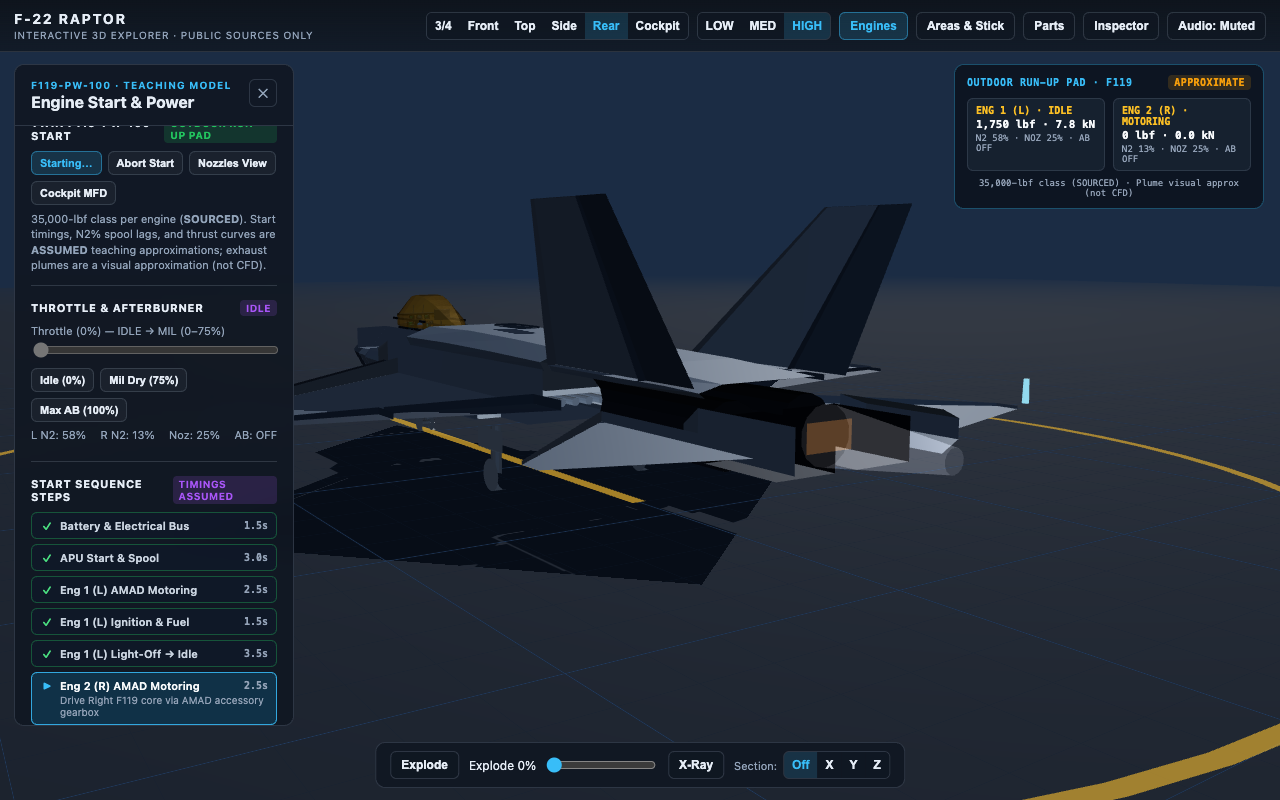 F-22 RAPTOR
INTERACTIVE 3D EXPLORER · PUBLIC SOURCES ONLY
3/4 Front Top Side Rear Cockpit
LOW MED HIGH
Engines
Areas & Stick
Parts
Inspector
Audio: Muted
F119-PW-100 · TEACHING MODEL
Engine Start & Power
START
UP PAD
Starting...
Abort Start
Nozzles View
Cockpit MFD
35,000-lbf class per engine (SOURCED). Start
timings, N2% spool lags, and thrust curves are
ASSUMED teaching approximations; exhaust
plumes are a visual approximation (not CFD).
THROTTLE & AFTERBURNER
IDLE
Throttle (0%) — IDLE → MIL (0–75%)
Idle (0%)
Mil Dry (75%)
Max AB (100%)
L N2: 58% R N2: 13% Noz: 25% AB: OFF
START SEQUENCE
STEPS
TIMINGS
ASSUMED
✓ Battery & Electrical Bus 1.5s
✓ APU Start & Spool 3.0s
✓ Eng 1 (L) AMAD Motoring 2.5s
✓ Eng 1 (L) Ignition & Fuel 1.5s
✓ Eng 1 (L) Light-Off → Idle 3.5s
▶ Eng 2 (R) AMAD Motoring 2.5s
Drive Right F119 core via AMAD accessory
gearbox
OUTDOOR RUN-UP PAD · F119
APPROXIMATE
ENG 1 (L) · IDLE
1,750 lbf · 7.8 kN
N2 58% · NOZ 25% · AB
OFF
ENG 2 (R) ·
MOTORING
0 lbf · 0.0 kN
N2 13% · NOZ 25% · AB
OFF
35,000-lbf class (SOURCED) · Plume visual approx
(not CFD)
Explode
Explode 0%
X-Ray
Section:
Off X Y Z